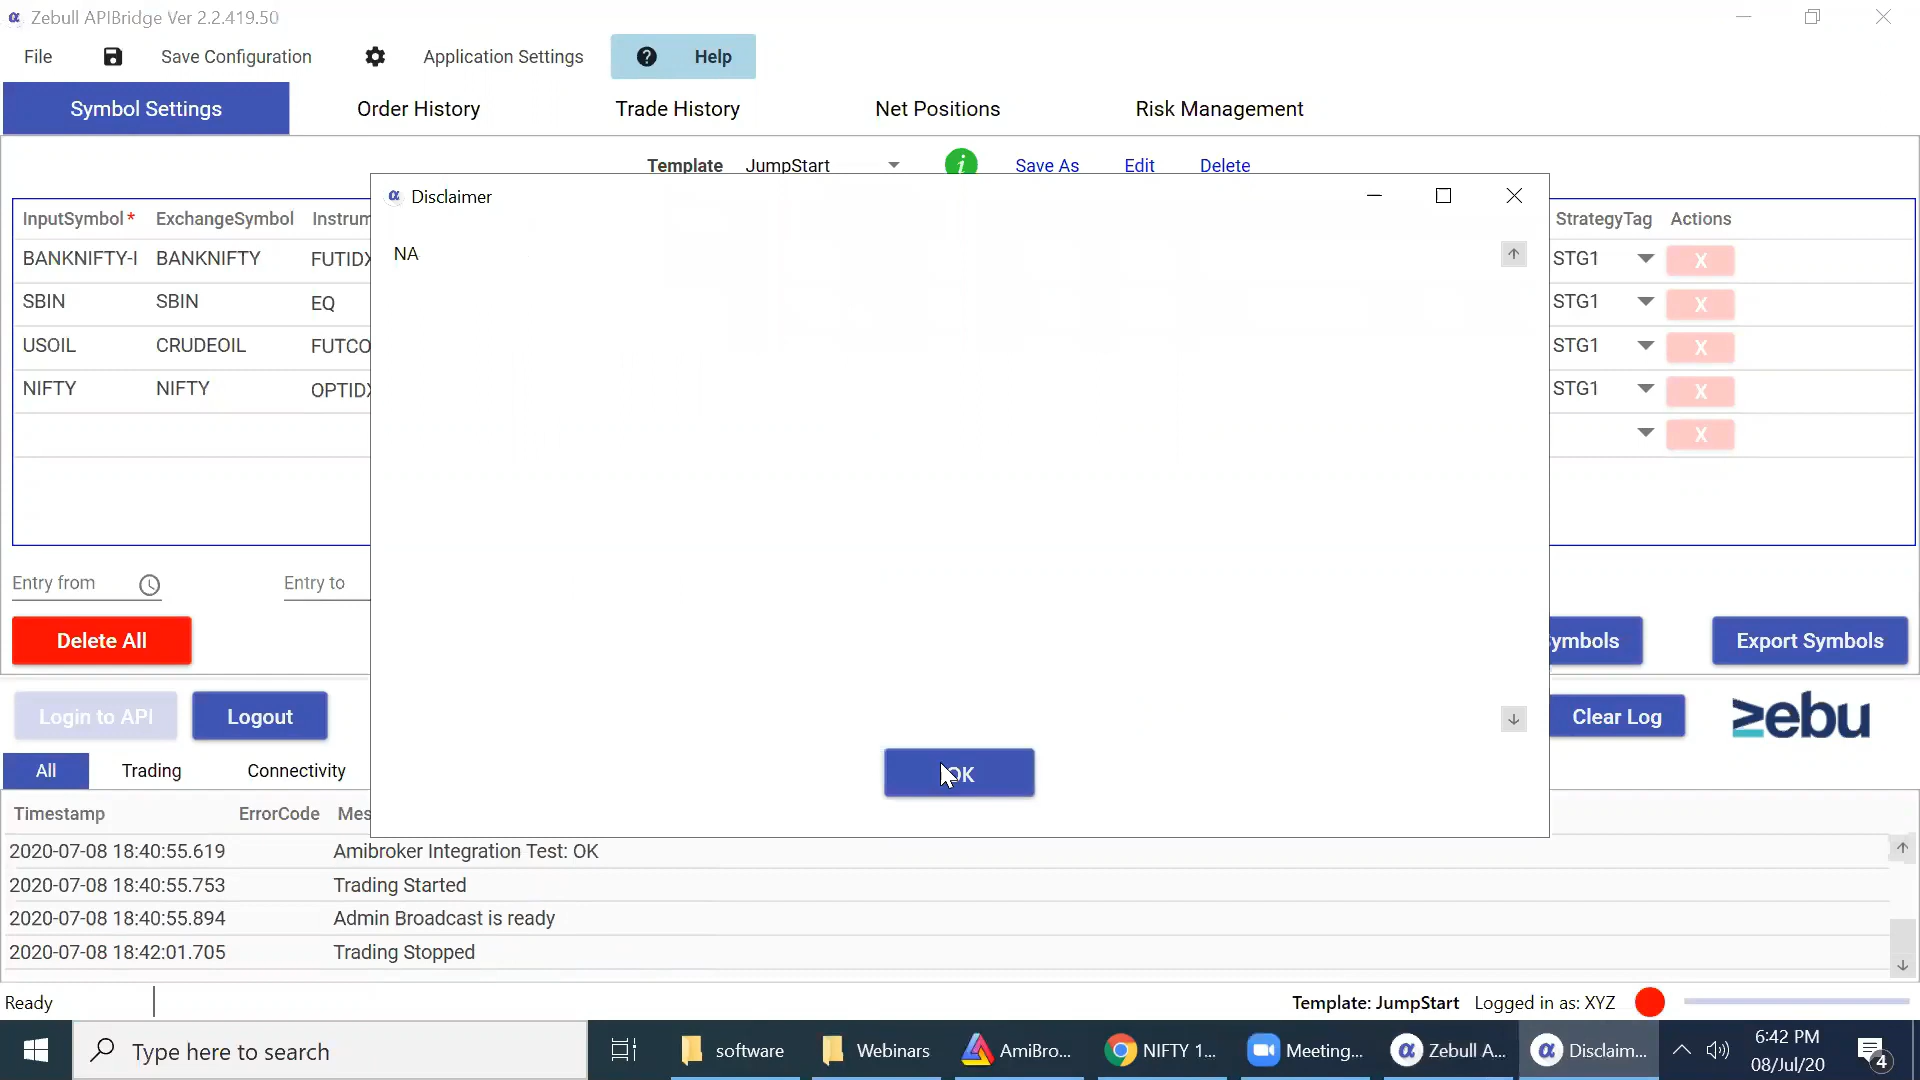 Zebull APIBridge Ver 2.2.419.50
File Save Configuration Application Settings Help
Symbol Settings Order History Trade History Net Positions Risk Management
Template JumpStart Save As Edit Delete
Disclaimer
InputSymbol* ExchangeSymbol Instrum StrategyTag Actions
NA
BANKNIFTY-I BANKNIFTY FUTIDX STG1 X
SBIN SBIN EQ STG1 X
USOIL CRUDEOIL FUTCO STG1 X
NIFTY NIFTY OPTIDX STG1 X
X
Entry from Entry to
Delete All ymbols Export Symbols
Login to API Logout Clear Log zebu
All Trading Connectivity
OK
Timestamp ErrorCode Mes
2020-07-08 18:40:55.619 Amibroker Integration Test: OK
2020-07-08 18:40:55.753 Trading Started
2020-07-08 18:40:55.894 Admin Broadcast is ready
2020-07-08 18:42:01.705 Trading Stopped
Ready Template: JumpStart Logged in as: XYZ
Type here to search software Webinars AmiBro... NIFTY 1... Meeting... Zebull A... Disclaim... 6:42 PM
08/Jul/20 4